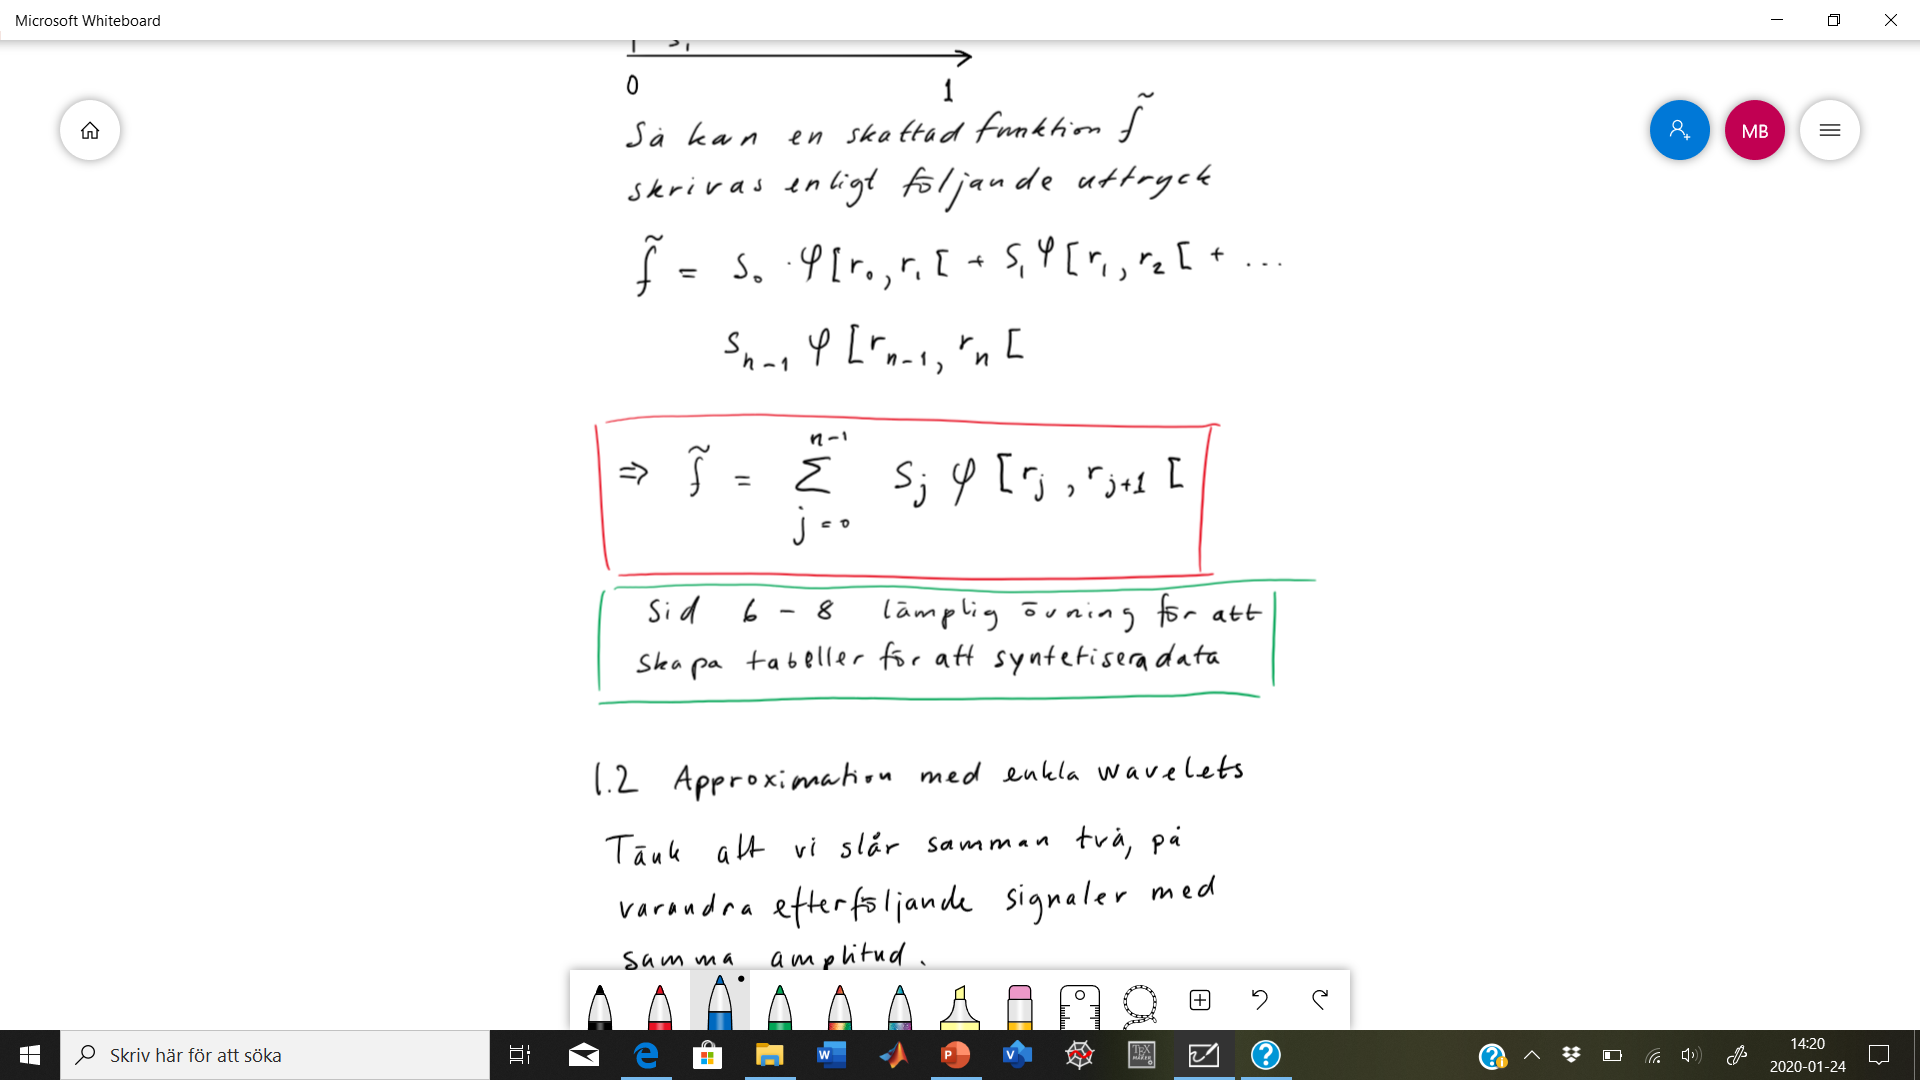 Microsoft Whiteboard
s₁
0 1
Så kan en skattad funktion f̃
skrivas enligt följande uttryck
f̃ = s₀ · φ[r₀, r₁[ + s₁ φ[r₁, r₂[ + ...
sₙ₋₁ φ[rₙ₋₁, rₙ[
n-1
⇒ f̃ = Σ sⱼ φ[rⱼ, rⱼ₊₁[
j=0
Sid 6 - 8 lämplig övning för att
skapa tabeller för att syntetisera data
1.2 Approximation med enkla wavelets
Tänk att vi slår samman två, på
varandra efterföljande signaler med
samma amplitud.
MB
Skriv här för att söka
14:20
2020-01-24